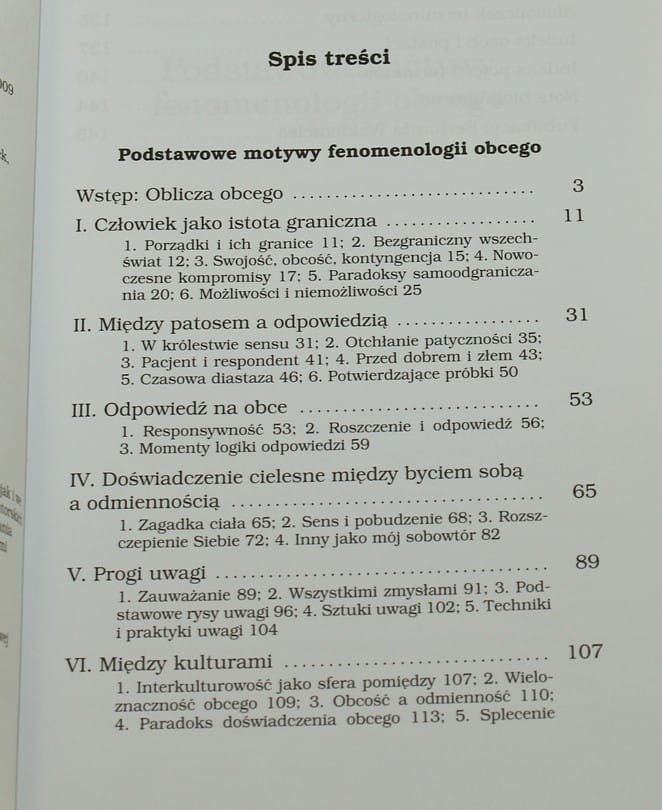 Spis treści
Podstawowe motywy fenomenologii obcego
Wstęp: Oblicza obcego .............................. 3
I. Człowiek jako istota graniczna .................. 11
1. Porządki i ich granice 11; 2. Bezgraniczny wszech-
świat 12; 3. Swojość, obcość, kontyngencja 15; 4. Nowo-
czesne kompromisy 17; 5. Paradoksy samoogranicza-
nia 20; 6. Możliwości i niemożliwości 25
II. Między patosem a odpowiedzią ................. 31
1. W królestwie sensu 31; 2. Otchłanie patyczności 35;
3. Pacjent i respondent 41; 4. Przed dobrem i złem 43;
5. Czasowa diastaza 46; 6. Potwierdzające próbki 50
III. Odpowiedź na obce ............................. 53
1. Responsywność 53; 2. Roszczenie i odpowiedź 56;
3. Momenty logiki odpowiedzi 59
IV. Doświadczenie cielesne między byciem sobą
a odmiennością ..................................... 65
1. Zagadka ciała 65; 2. Sens i pobudzenie 68; 3. Rozsz-
czepienie Siebie 72; 4. Inny jako mój sobowtór 82
V. Progi uwagi ....................................... 89
1. Zauważanie 89; 2. Wszystkimi zmysłami 91; 3. Pod-
stawowe rysy uwagi 96; 4. Sztuki uwagi 102; 5. Techniki
i praktyki uwagi 104
VI. Między kulturami ................................ 107
1. Interkulturowość jako sfera pomiędzy 107; 2. Wielo-
znaczność obcego 109; 3. Obcość a odmienność 110;
4. Paradoks doświadczenia obcego 113; 5. Splecenie